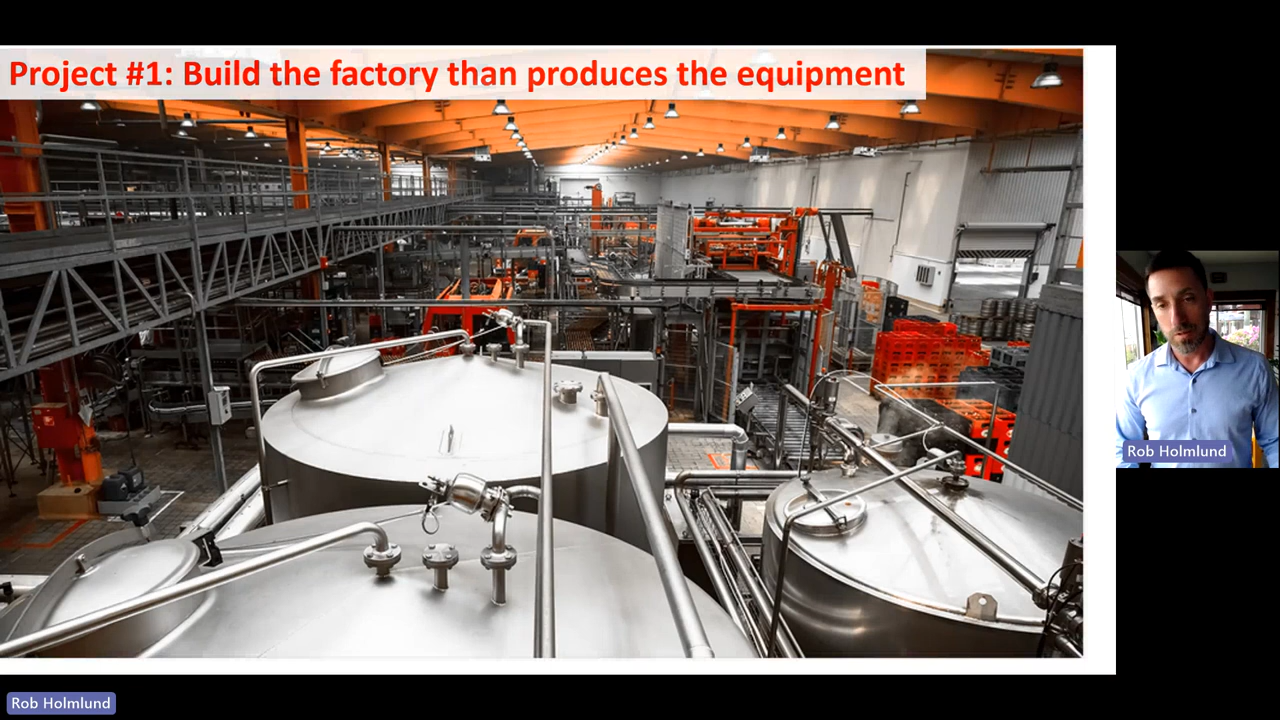 Project #1: Build the factory than produces the equipment
Rob Holmlund
Rob Holmlund